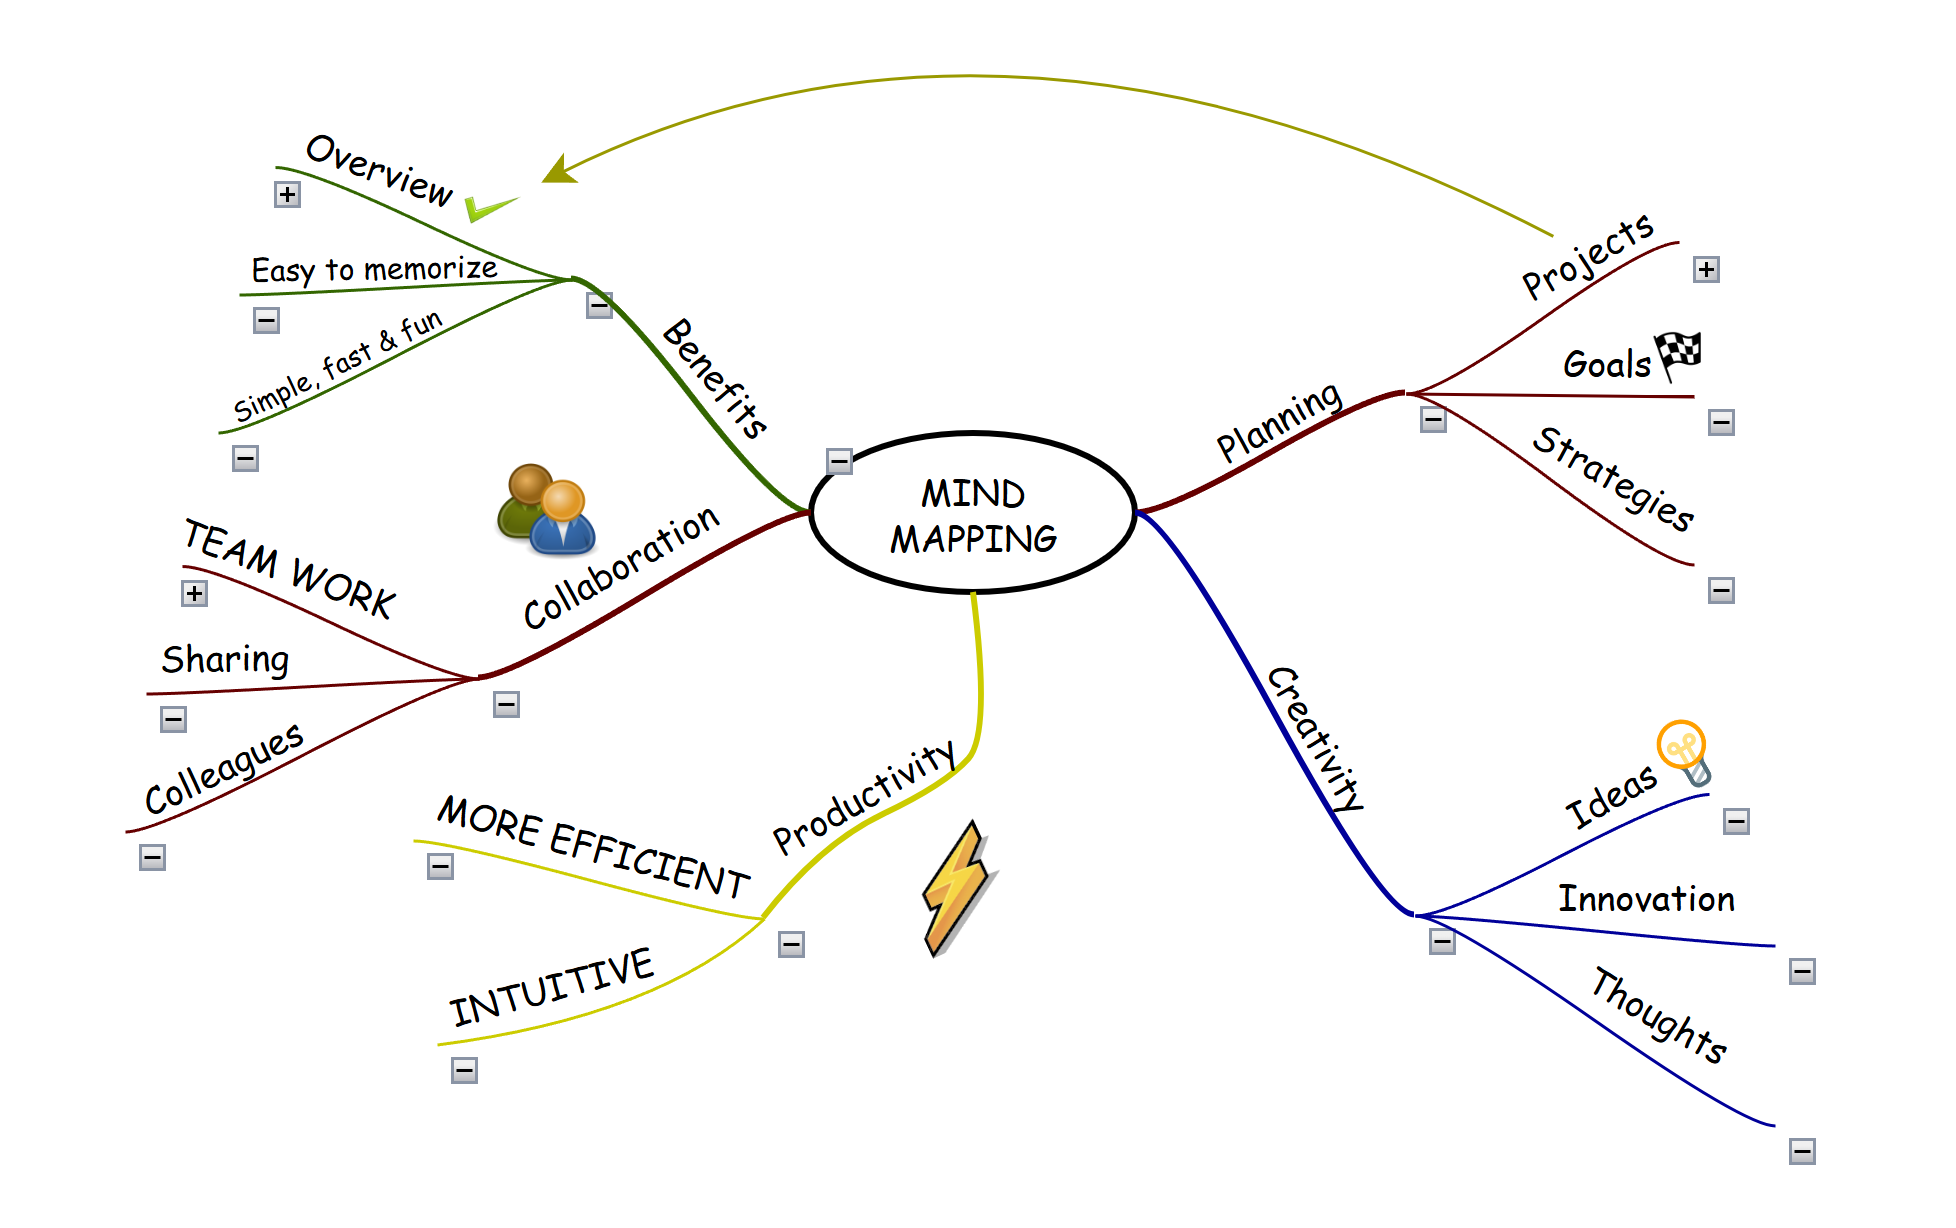 MIND
MAPPING
Benefits
Overview
Easy to memorize
Simple, fast & fun
Collaboration
TEAM WORK
Sharing
Colleagues
Productivity
MORE EFFICIENT
INTUITIVE
Planning
Projects
Goals
Strategies
Creativity
Ideas
Innovation
Thoughts